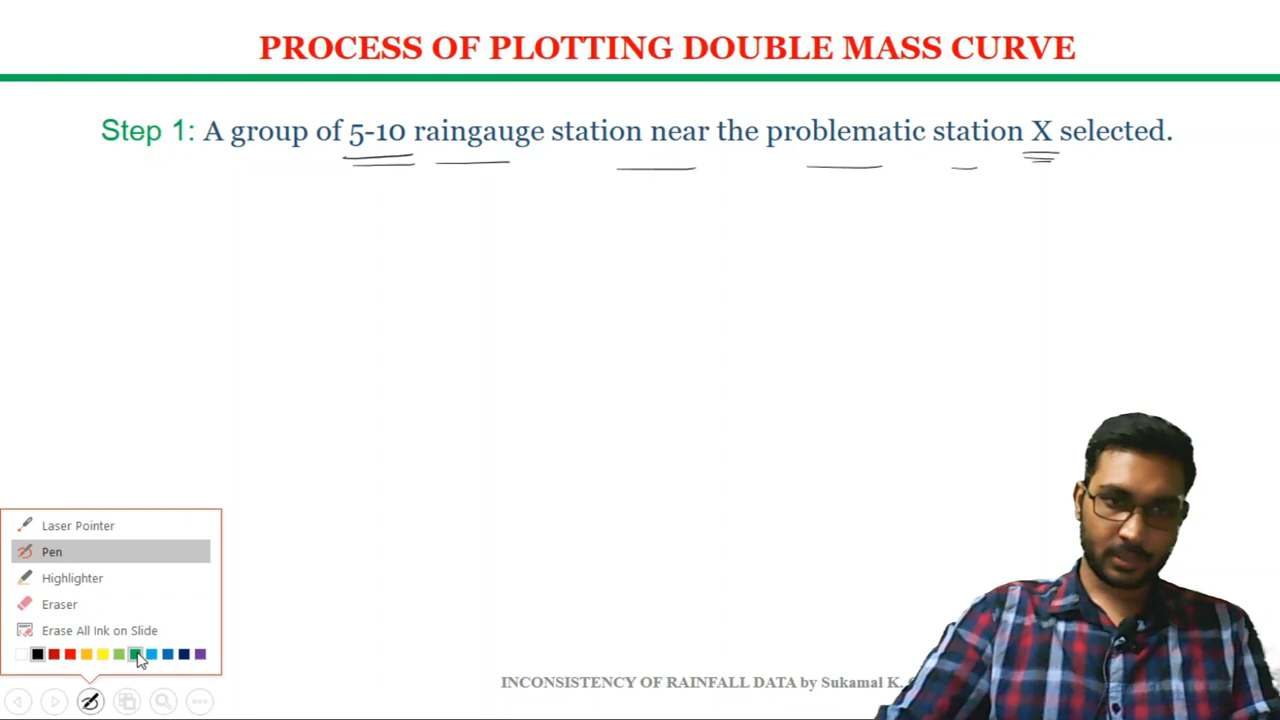 PROCESS OF PLOTTING DOUBLE MASS CURVE
Step 1: A group of 5-10 raingauge station near the problematic station X selected.
Laser Pointer
Pen
Highlighter
Eraser
Erase All Ink on Slide
INCONSISTENCY OF RAINFALL DATA by Sukamal K.